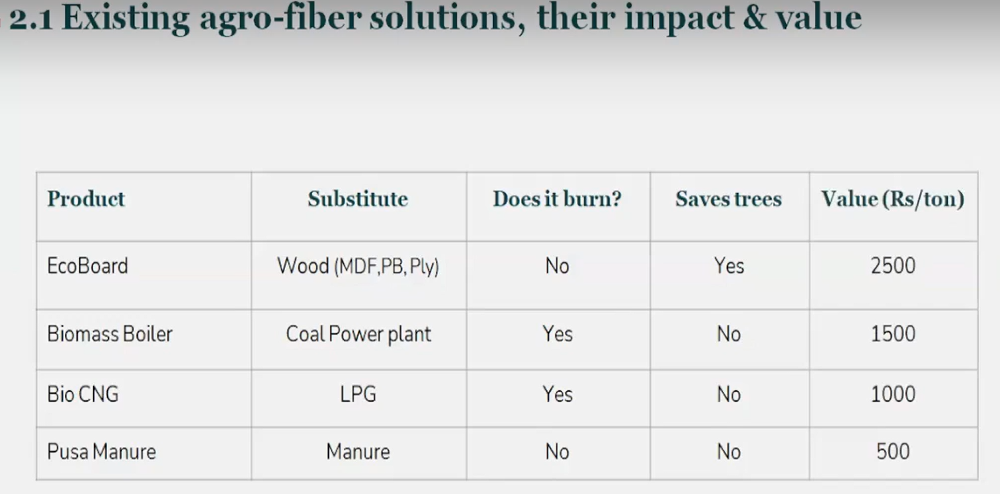 2.1 Existing agro-fiber solutions, their impact & value
Product Substitute Does it burn? Saves trees Value (Rs/ton)
EcoBoard Wood (MDF,PB, Ply) No Yes 2500
Biomass Boiler Coal Power plant Yes No 1500
Bio CNG LPG Yes No 1000
Pusa Manure Manure No No 500